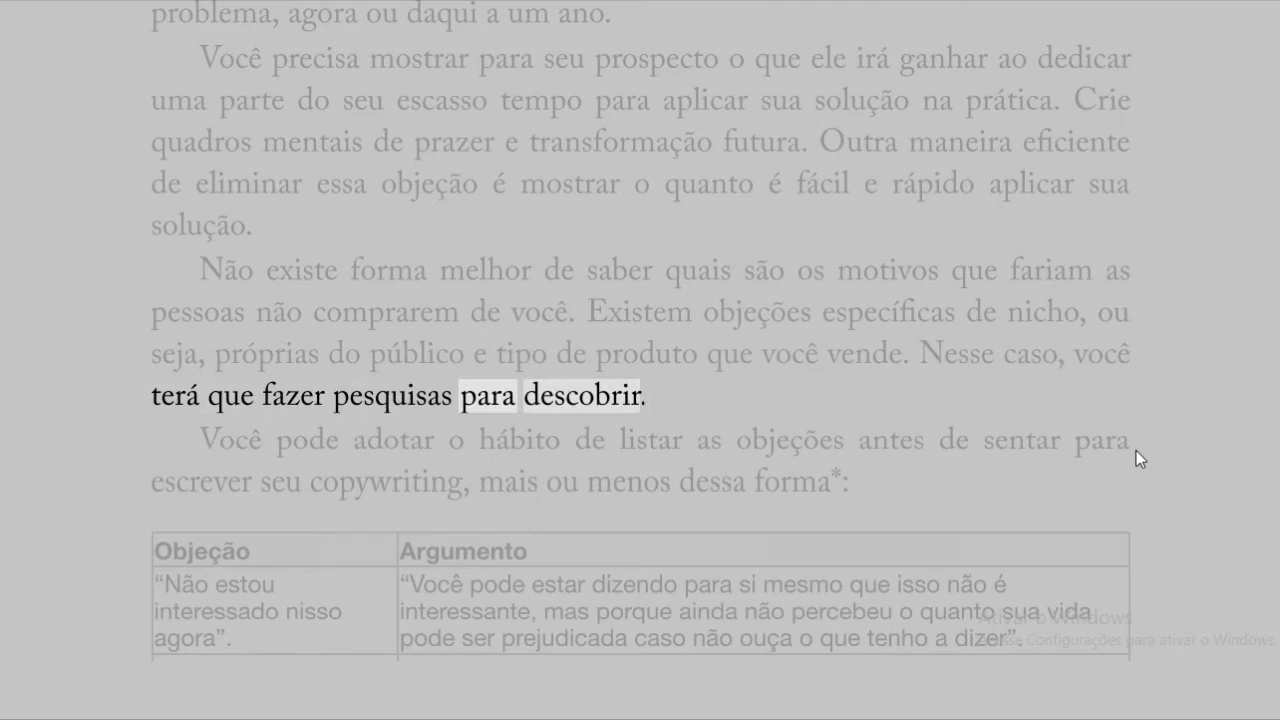 problema, agora ou daqui a um ano.
Você precisa mostrar para seu prospecto o que ele irá ganhar ao dedicar
uma parte do seu escasso tempo para aplicar sua solução na prática. Crie
quadros mentais de prazer e transformação futura. Outra maneira eficiente
de eliminar essa objeção é mostrar o quanto é fácil e rápido aplicar sua
solução.
Não existe forma melhor de saber quais são os motivos que fariam as
pessoas não comprarem de você. Existem objeções específicas de nicho, ou
seja, próprias do público e tipo de produto que você vende. Nesse caso, você
terá que fazer pesquisas para descobrir.
Você pode adotar o hábito de listar as objeções antes de sentar para
escrever seu copywriting, mais ou menos dessa forma*:
Objeção
Argumento
“Não estou
interessado nisso
agora”.
“Você pode estar dizendo para si mesmo que isso não é
interessante, mas porque ainda não percebeu o quanto sua vida
pode ser prejudicada caso não ouça o que tenho a dizer”.
Ativar o Windows
Configurações para ativar o Windows.